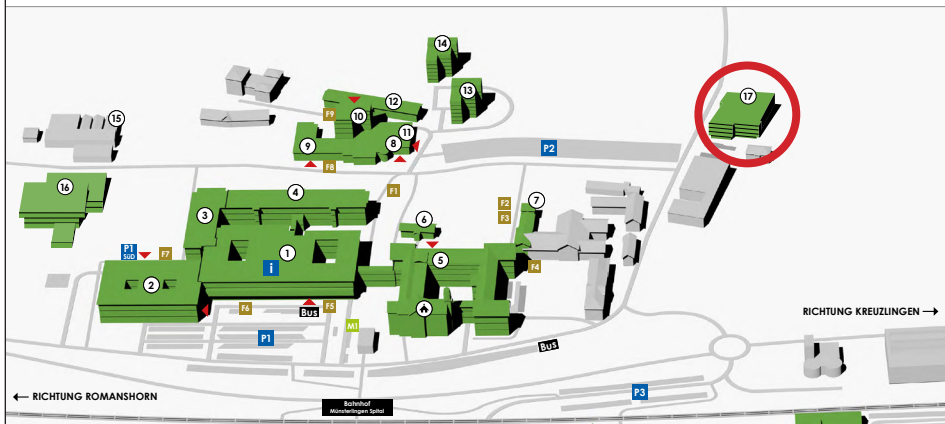 14
13
17
12
10
F9
11
15
9
8
P2
F8
16
4
F1
7
F2
F3
3
6
1
5
P1
SÜD
F7
i
F4
2
F6
F5
Bus
M1
P1
Bus
RICHTUNG KREUZLINGEN →
← RICHTUNG ROMANSHORN
P3
Bahnhof
Münsterlingen Spital